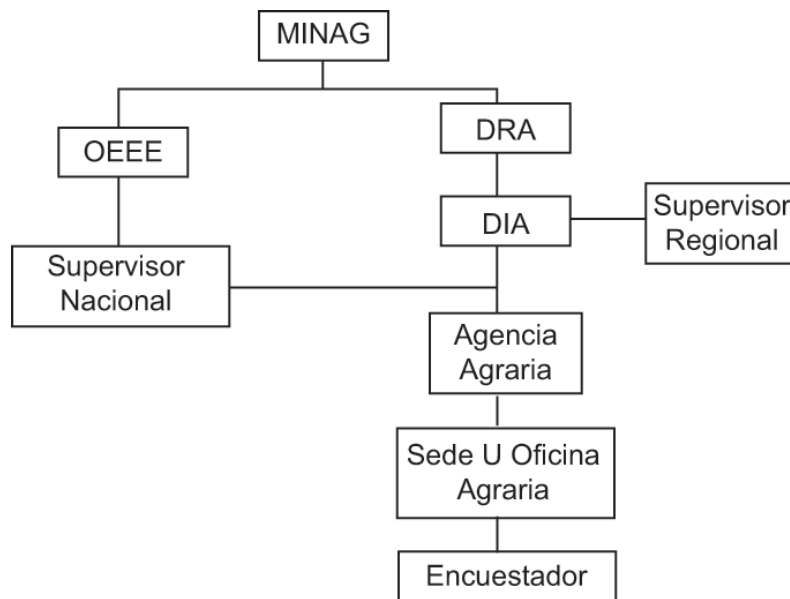 MINAG
OEEE
DRA
DIA
Supervisor
Regional
Supervisor
Nacional
Agencia
Agraria
Sede U Oficina
Agraria
Encuestador